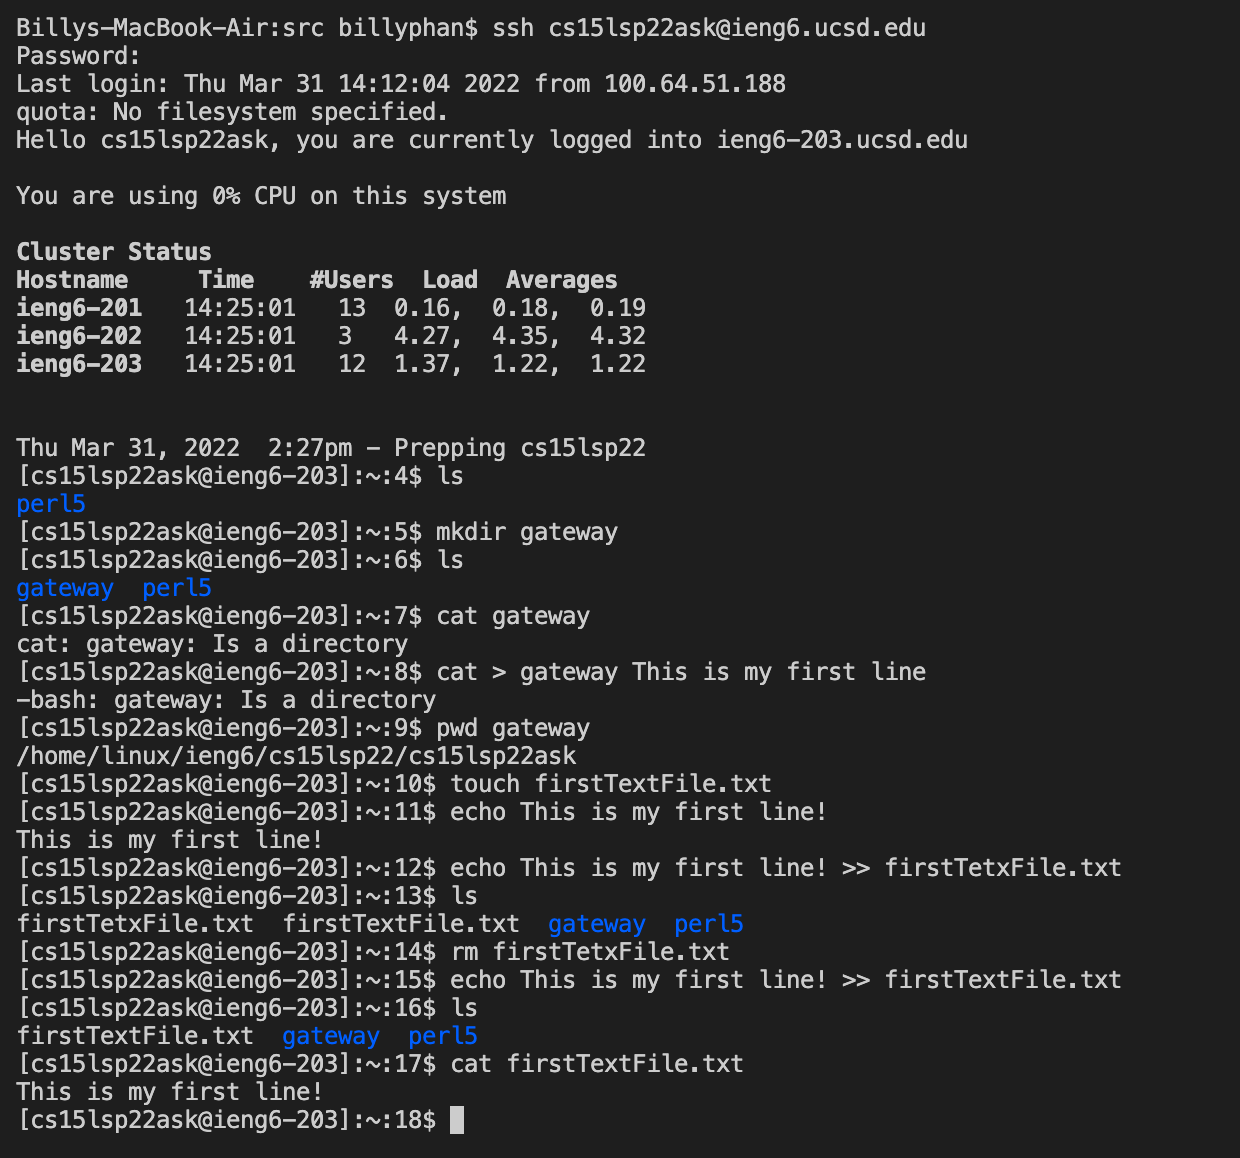 Billys-MacBook-Air:src billyphan$ ssh cs15lsp22ask@ieng6.ucsd.edu
Password:
Last login: Thu Mar 31 14:12:04 2022 from 100.64.51.188
quota: No filesystem specified.
Hello cs15lsp22ask, you are currently logged into ieng6-203.ucsd.edu

You are using 0% CPU on this system

Cluster Status
Hostname     Time    #Users  Load  Averages
ieng6-201   14:25:01   13  0.16,  0.18,  0.19
ieng6-202   14:25:01   3   4.27,  4.35,  4.32
ieng6-203   14:25:01   12  1.37,  1.22,  1.22


Thu Mar 31, 2022  2:27pm - Prepping cs15lsp22
[cs15lsp22ask@ieng6-203]:~:4$ ls
perl5
[cs15lsp22ask@ieng6-203]:~:5$ mkdir gateway
[cs15lsp22ask@ieng6-203]:~:6$ ls
gateway  perl5
[cs15lsp22ask@ieng6-203]:~:7$ cat gateway
cat: gateway: Is a directory
[cs15lsp22ask@ieng6-203]:~:8$ cat > gateway This is my first line
-bash: gateway: Is a directory
[cs15lsp22ask@ieng6-203]:~:9$ pwd gateway
/home/linux/ieng6/cs15lsp22/cs15lsp22ask
[cs15lsp22ask@ieng6-203]:~:10$ touch firstTextFile.txt
[cs15lsp22ask@ieng6-203]:~:11$ echo This is my first line!
This is my first line!
[cs15lsp22ask@ieng6-203]:~:12$ echo This is my first line! >> firstTetxFile.txt
[cs15lsp22ask@ieng6-203]:~:13$ ls
firstTetxFile.txt  firstTextFile.txt  gateway  perl5
[cs15lsp22ask@ieng6-203]:~:14$ rm firstTetxFile.txt
[cs15lsp22ask@ieng6-203]:~:15$ echo This is my first line! >> firstTextFile.txt
[cs15lsp22ask@ieng6-203]:~:16$ ls
firstTextFile.txt  gateway  perl5
[cs15lsp22ask@ieng6-203]:~:17$ cat firstTextFile.txt
This is my first line!
[cs15lsp22ask@ieng6-203]:~:18$